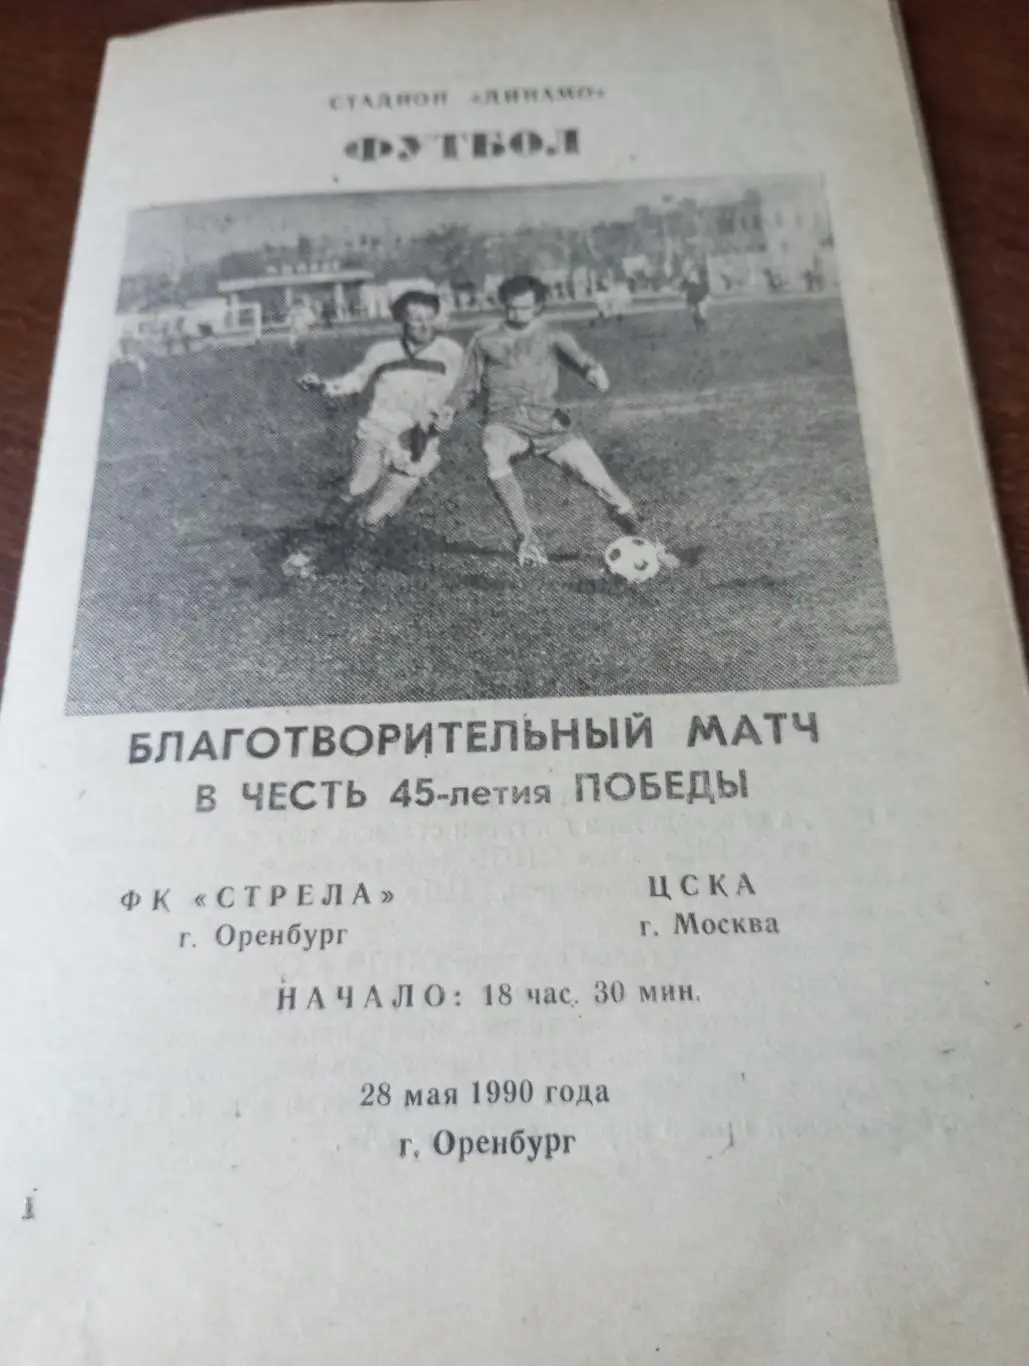 СТАДИОН «ДИНАМО»
ФУТБОЛ
БЛАГОТВОРИТЕЛЬНЫЙ МАТЧ
В ЧЕСТЬ 45-летия ПОБЕДЫ
ФК «СТРЕЛА» ЦСКА
г. Оренбург г. Москва
НАЧАЛО: 18 час. 30 мин.
28 мая 1990 года
г. Оренбург